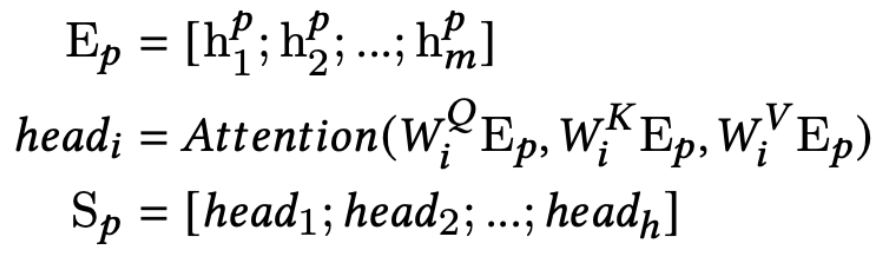 E_p = [h_1^p; h_2^p; ...; h_m^p]
head_i = Attention(W_i^Q E_p, W_i^K E_p, W_i^V E_p)
S_p = [head_1; head_2; ...; head_h]